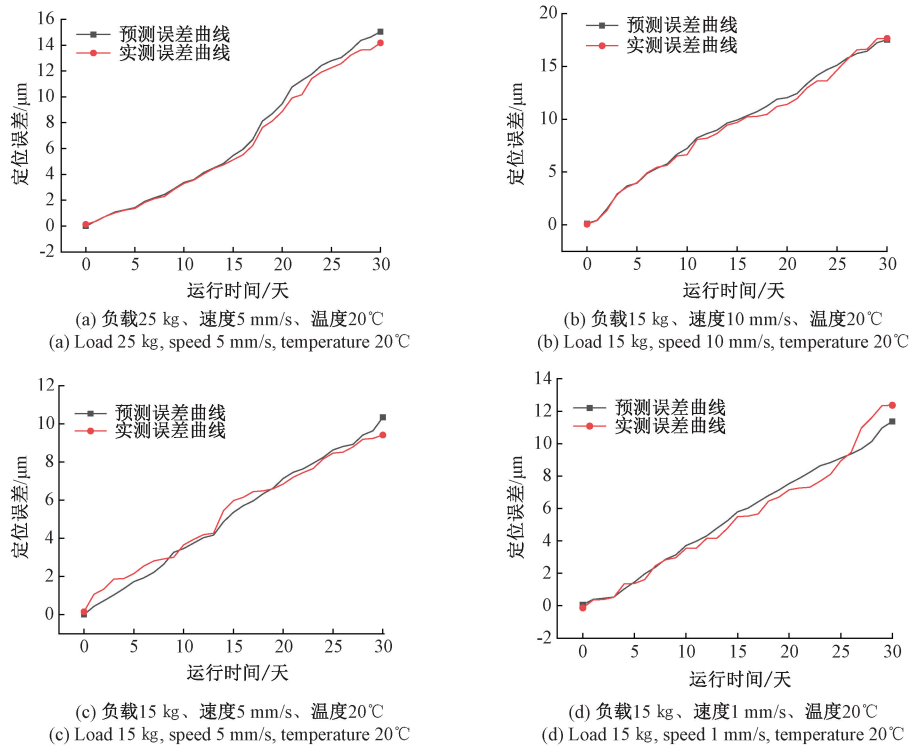 16
14
12
10
8
6
4
2
0
-2
定位误差/μm
预测误差曲线
实测误差曲线
0 5 10 15 20 25 30
运行时间/天
(a) 负载25 kg、速度5 mm/s、温度20℃
(a) Load 25 kg, speed 5 mm/s, temperature 20℃
20
15
10
5
0
定位误差/μm
预测误差曲线
实测误差曲线
0 5 10 15 20 25 30
运行时间/天
(b) 负载15 kg、速度10 mm/s、温度20℃
(b) Load 15 kg, speed 10 mm/s, temperature 20℃
12
10
8
6
4
2
0
定位误差/μm
预测误差曲线
实测误差曲线
0 5 10 15 20 25 30
运行时间/天
(c) 负载15 kg、速度5 mm/s、温度20℃
(c) Load 15 kg, speed 5 mm/s, temperature 20℃
14
12
10
8
6
4
2
0
-2
定位误差/μm
预测误差曲线
实测误差曲线
0 5 10 15 20 25 30
运行时间/天
(d) 负载15 kg、速度1 mm/s、温度20℃
(d) Load 15 kg, speed 1 mm/s, temperature 20℃